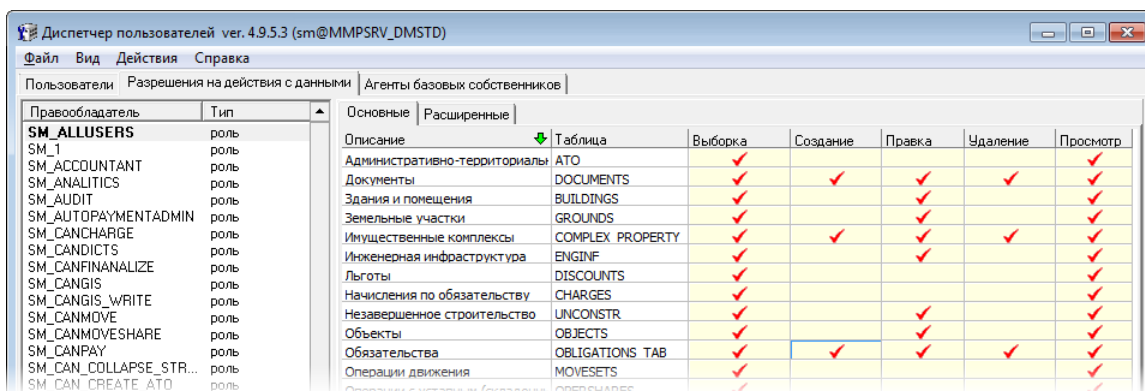 Диспетчер пользователей ver. 4.9.5.3 (sm@MMPSRV_DMSTD)
Файл Вид Действия Справка
Пользователи Разрешения на действия с данными Агенты базовых собственников
Правообладатель Тип
SM_ALLUSERS роль
SM_1 роль
SM_ACCOUNTANT роль
SM_ANALITICS роль
SM_AUDIT роль
SM_AUTOPAYMENTADMIN роль
SM_CANCHARGE роль
SM_CANDICTS роль
SM_CANFINANALIZE роль
SM_CANGIS роль
SM_CANGIS_WRITE роль
SM_CANMOVE роль
SM_CANMOVESHARE роль
SM_CANPAY роль
SM_CAN_COLLAPSE_STR... роль
SM_CAN_CREATE_ATO роль
Основные Расширенные
Описание Таблица Выборка Создание Правка Удаление Просмотр
Административно-территориальн ATO
Документы DOCUMENTS
Здания и помещения BUILDINGS
Земельные участки GROUNDS
Имущественные комплексы COMPLEX_PROPERTY
Инженерная инфраструктура ENGINF
Льготы DISCOUNTS
Начисления по обязательству CHARGES
Незавершенное строительство UNCONSTR
Объекты OBJECTS
Обязательства OBLIGATIONS_TAB
Операции движения MOVESETS
Операции с уставным (складочн OPERSHARES